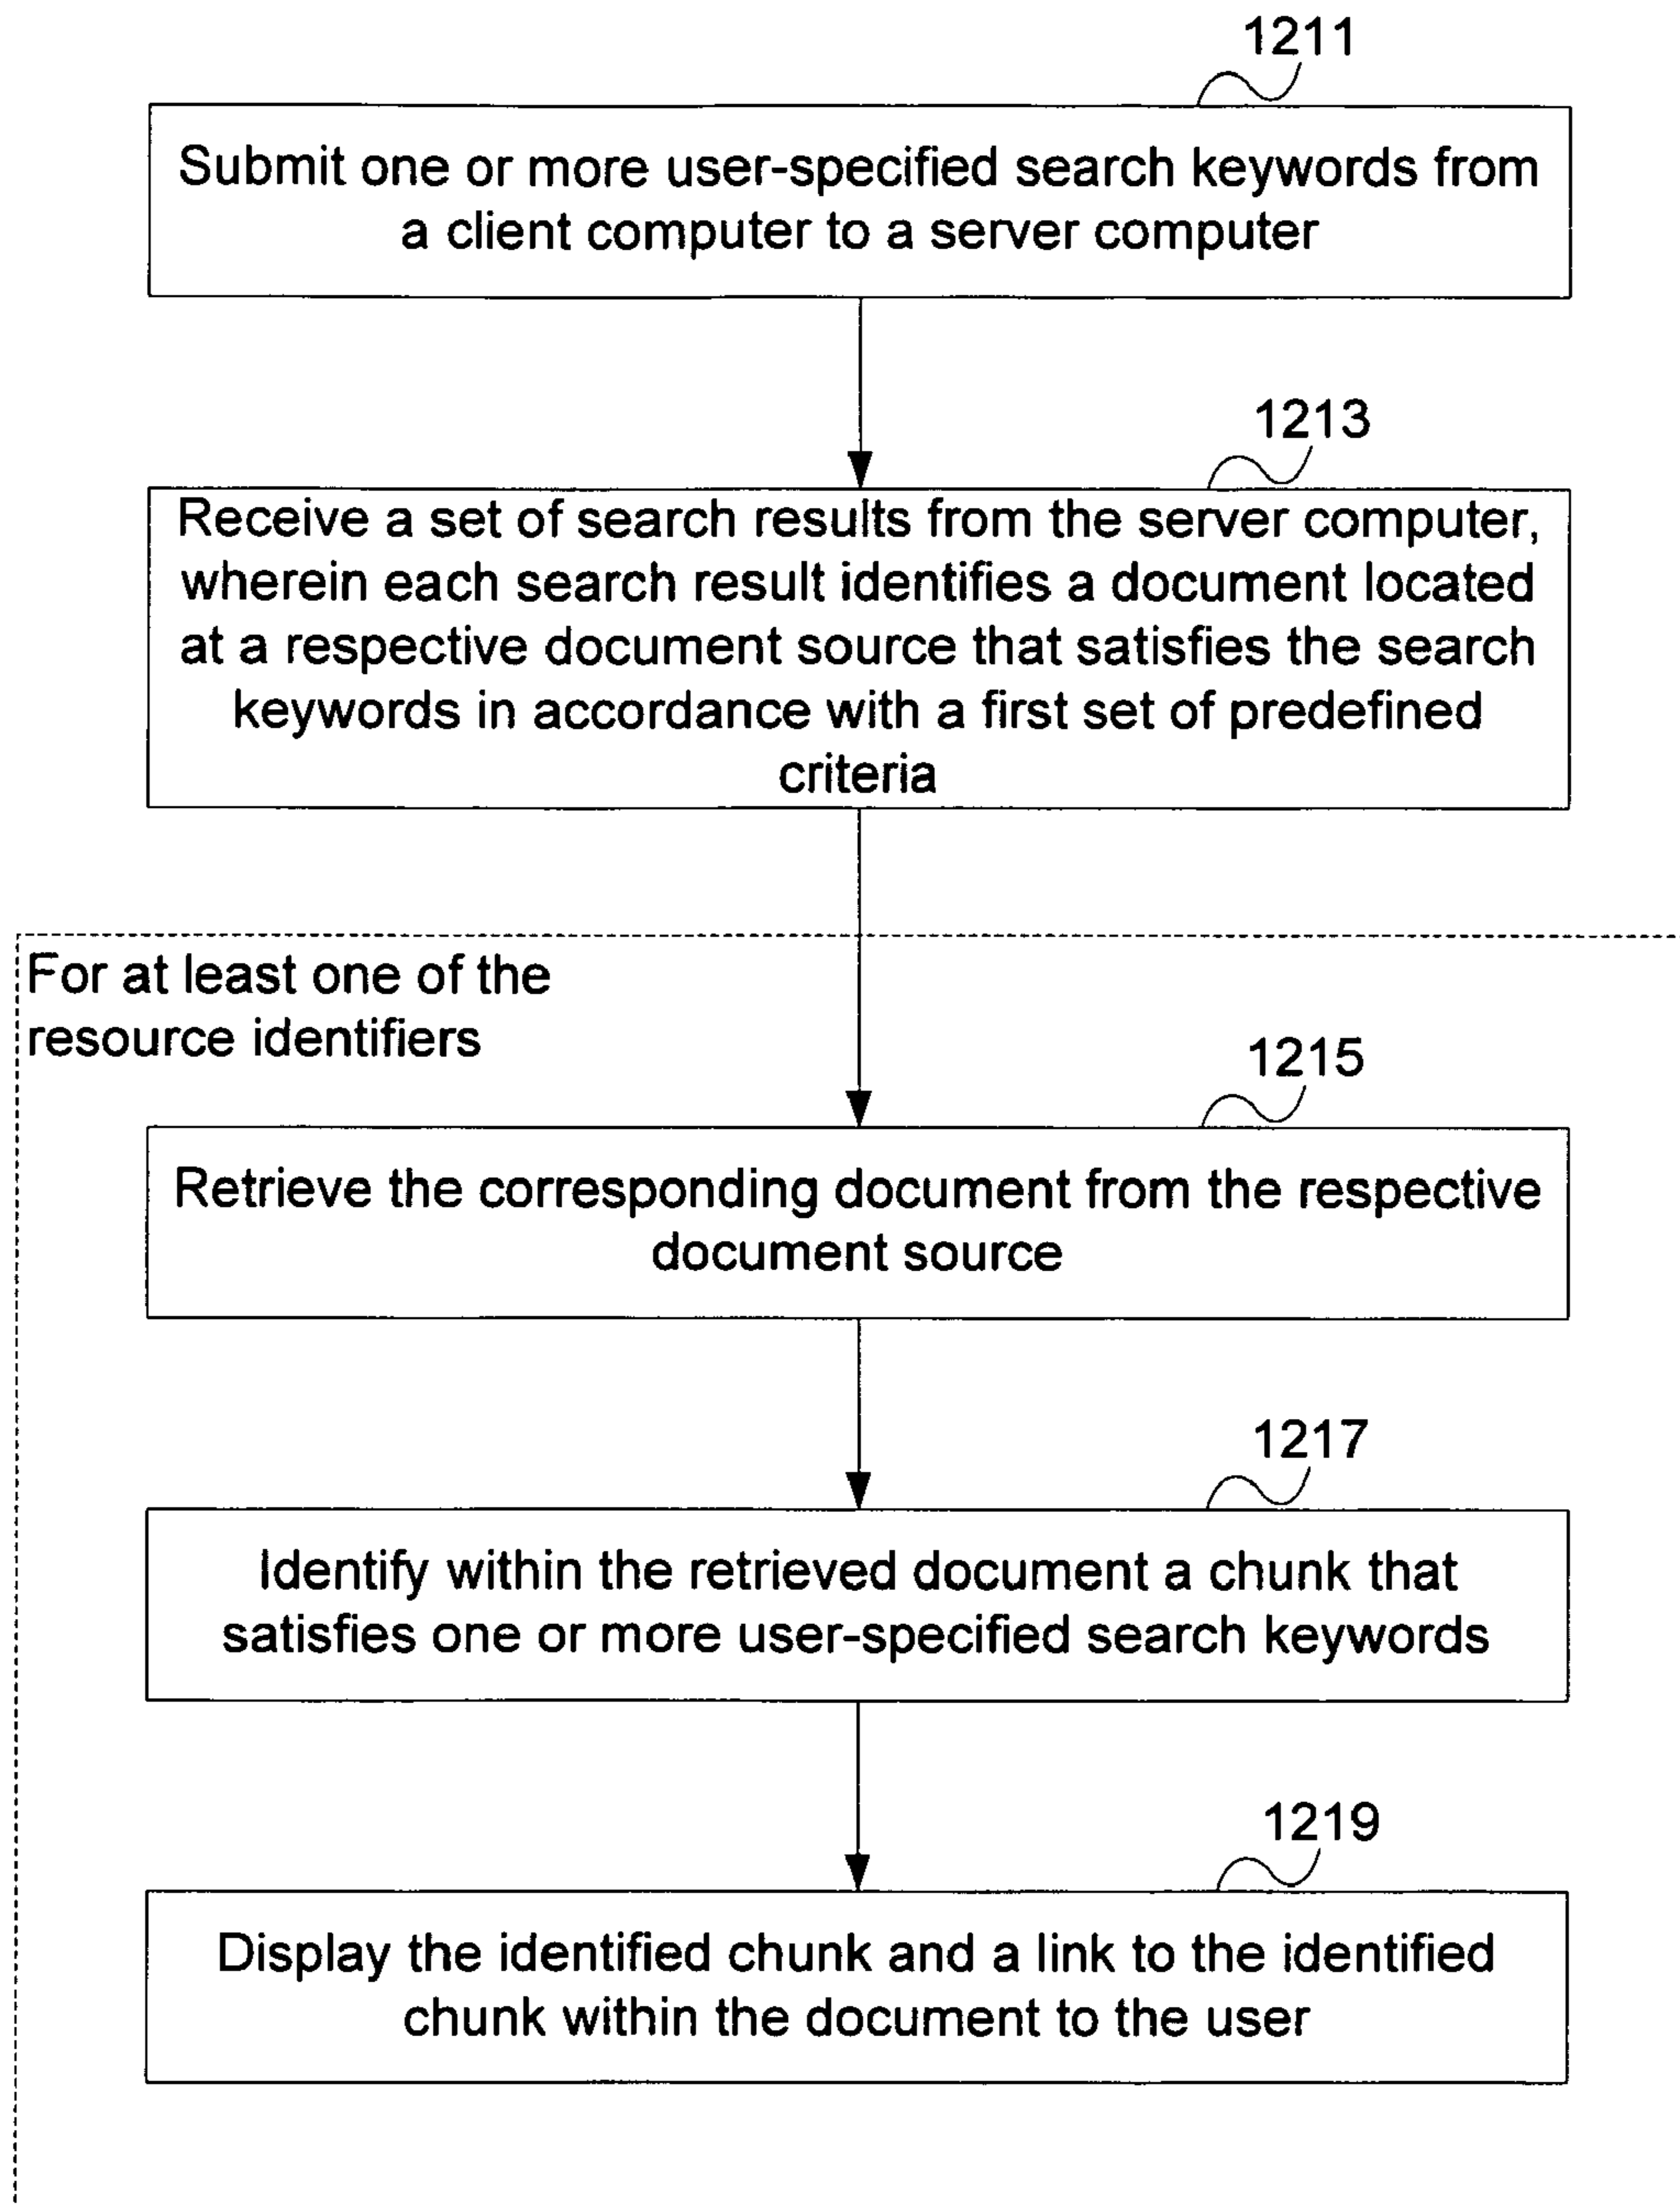 1211
Submit one or more user-specified search keywords from
a client computer to a server computer
1213
Receive a set of search results from the server computer,
wherein each search result identifies a document located
at a respective document source that satisfies the search
keywords in accordance with a first set of predefined
criteria
For at least one of the
resource identifiers
1215
Retrieve the corresponding document from the respective
document source
1217
Identify within the retrieved document a chunk that
satisfies one or more user-specified search keywords
1219
Display the identified chunk and a link to the identified
chunk within the document to the user